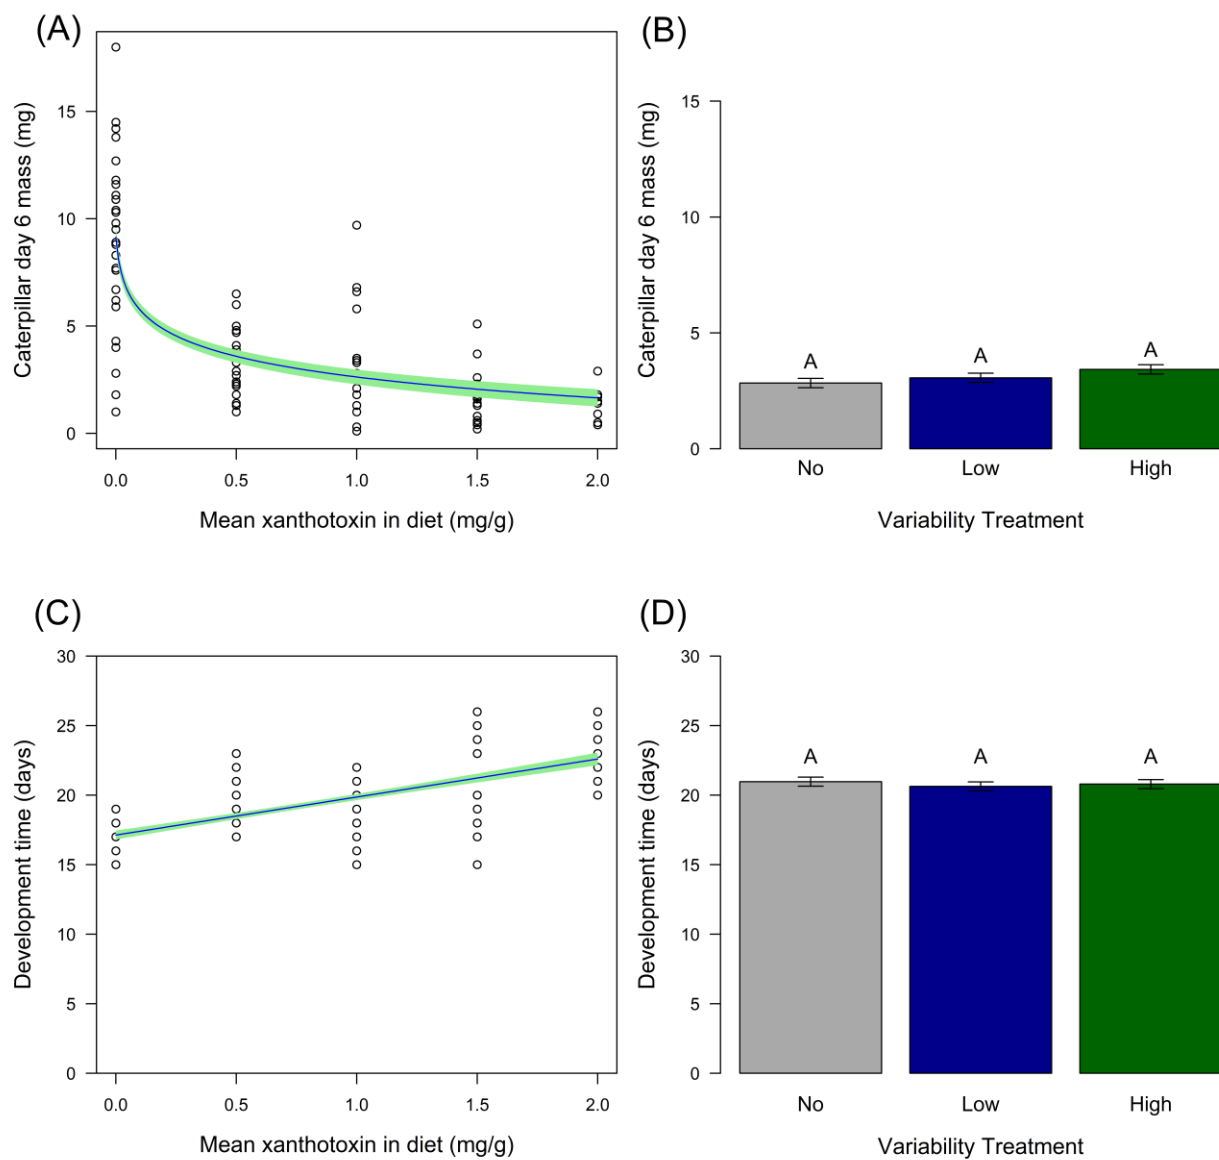 (A)
Caterpillar day 6 mass (mg)
15
10
5
0
0.0 0.5 1.0 1.5 2.0
Mean xanthotoxin in diet (mg/g)
(B)
Caterpillar day 6 mass (mg)
15
10
5
0
A A A
No Low High
Variability Treatment
(C)
Development time (days)
30
25
20
15
10
5
0
0.0 0.5 1.0 1.5 2.0
Mean xanthotoxin in diet (mg/g)
(D)
Development time (days)
30
25
20
15
10
5
0
A A A
No Low High
Variability Treatment